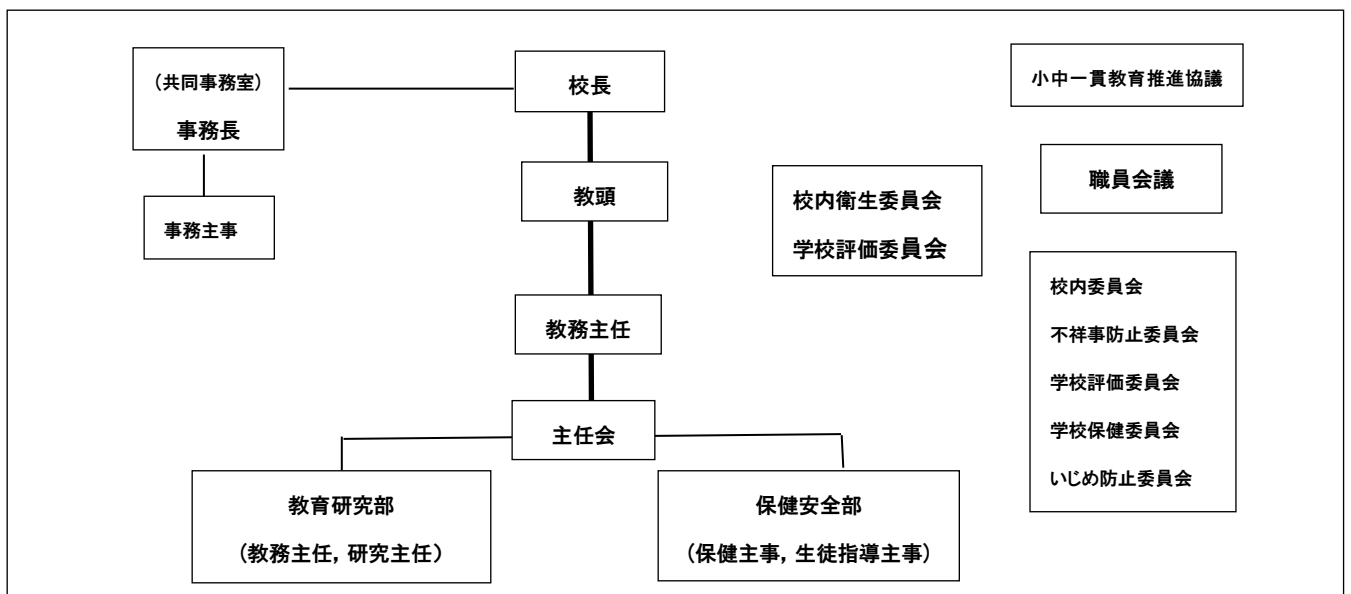 (共同事務室)
事務長
校長
小中一貫教育推進協議
職員会議
教頭
校内衛生委員会
学校評価委員会
事務主事
校内委員会
不祥事防止委員会
学校評価委員会
学校保健委員会
いじめ防止委員会
教務主任
主任会
教育研究部
(教務主任，研究主任)
保健安全部
(保健主事，生徒指導主事)